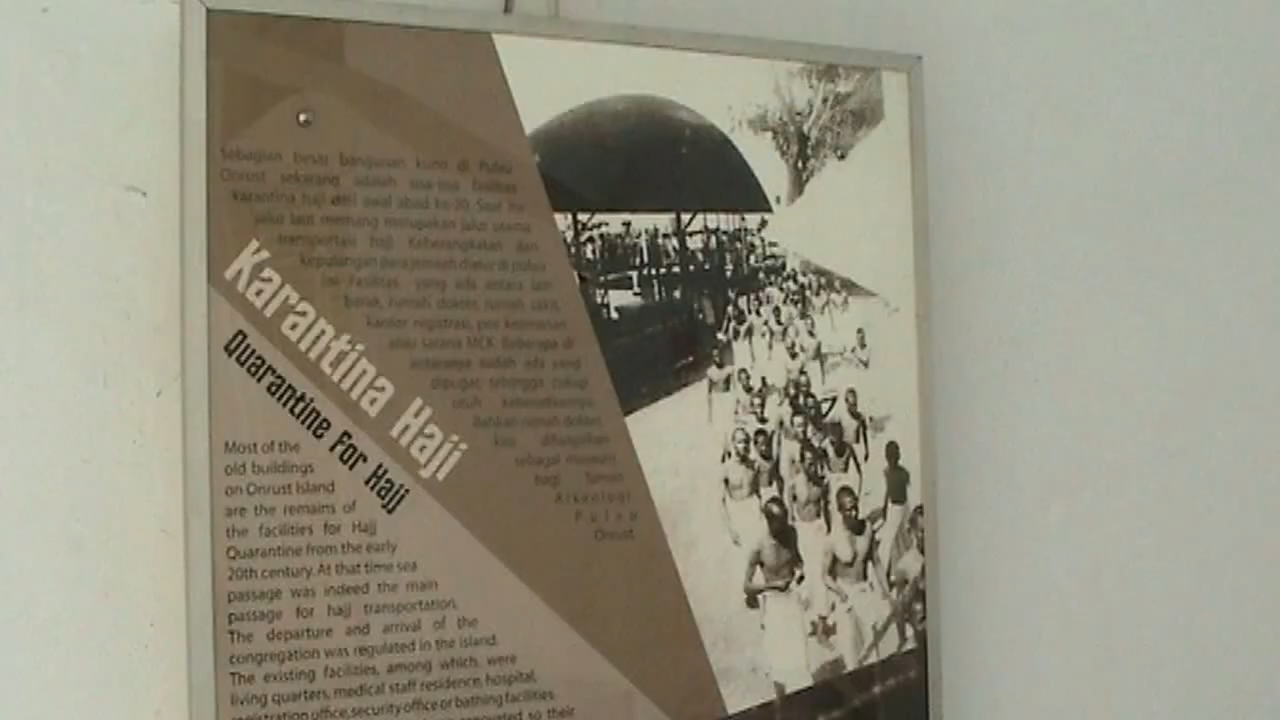 Sebagian besar bangunan kuno di Pulau
Onrust sekarang adalah sisa-sisa fasilitas
karantina haji dari awal abad ke-20. Saat itu
jalur laut memang merupakan jalur utama
transportasi haji. Keberangkatan dan
kepulangan para jemaah diatur di pulau
ini. Fasilitas yang ada antara lain
barak, rumah dokter, rumah sakit,
kantor registrasi, pos keamanan
atau sarana MCK. Beberapa di
antaranya sudah ada yang
dipugar, sehingga cukup
utuh
Bahkan rumah dokter
kini difungsikan
sebagai museum
bagi Taman
Arkeologi
Pulau
Onrust.
Karantina Haji
Quarantine For Hajj
Most of the
old buildings
on Onrust Island
are the remains of
the facilities for Hajj
Quarantine from the early
20th century. At that time sea
passage was indeed the main
passage for hajj transportation.
The departure and arrival of the
congregation was regulated in the island.
The existing facilities, among which were
living quarters, medical staff residence, hospital,
registration office, security office or bathing facilities
renovated so their